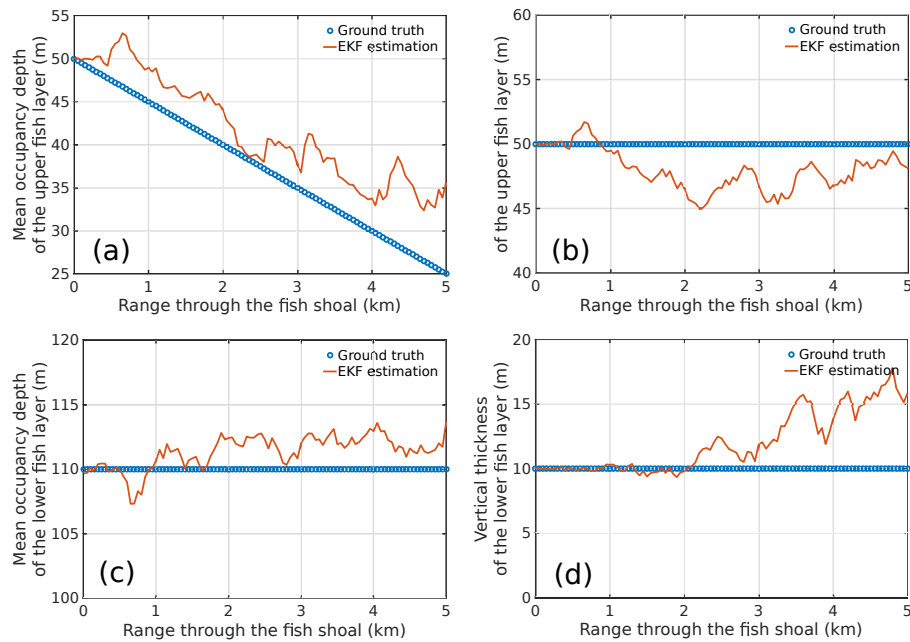 55
50
45
40
35
30
25
Mean occupancy depth
of the upper fish layer (m)
Ground truth
EKF estimation
(a)
0 1 2 3 4 5
Range through the fish shoal (km)
60
55
50
45
40
of the upper fish layer (m)
Ground truth
EKF estimation
(b)
0 1 2 3 4 5
Range through the fish shoal (km)
120
115
110
105
100
Mean occupancy depth
of the lower fish layer (m)
Ground truth
EKF estimation
(c)
0 1 2 3 4 5
Range through the fish shoal (km)
20
15
10
5
0
Vertical thickness
of the lower fish layer (m)
Ground truth
EKF estimation
(d)
0 1 2 3 4 5
Range through the fish shoal (km)